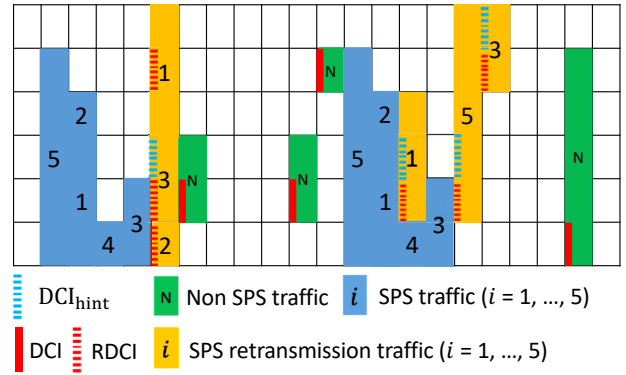 3
1 N 2 1 5
5 2 5 3
1 3 N N 1 N
4 3 2 4
DCI_hint N Non SPS traffic i SPS traffic (i = 1, ..., 5)
DCI RDCI i SPS retransmission traffic (i = 1, ..., 5)